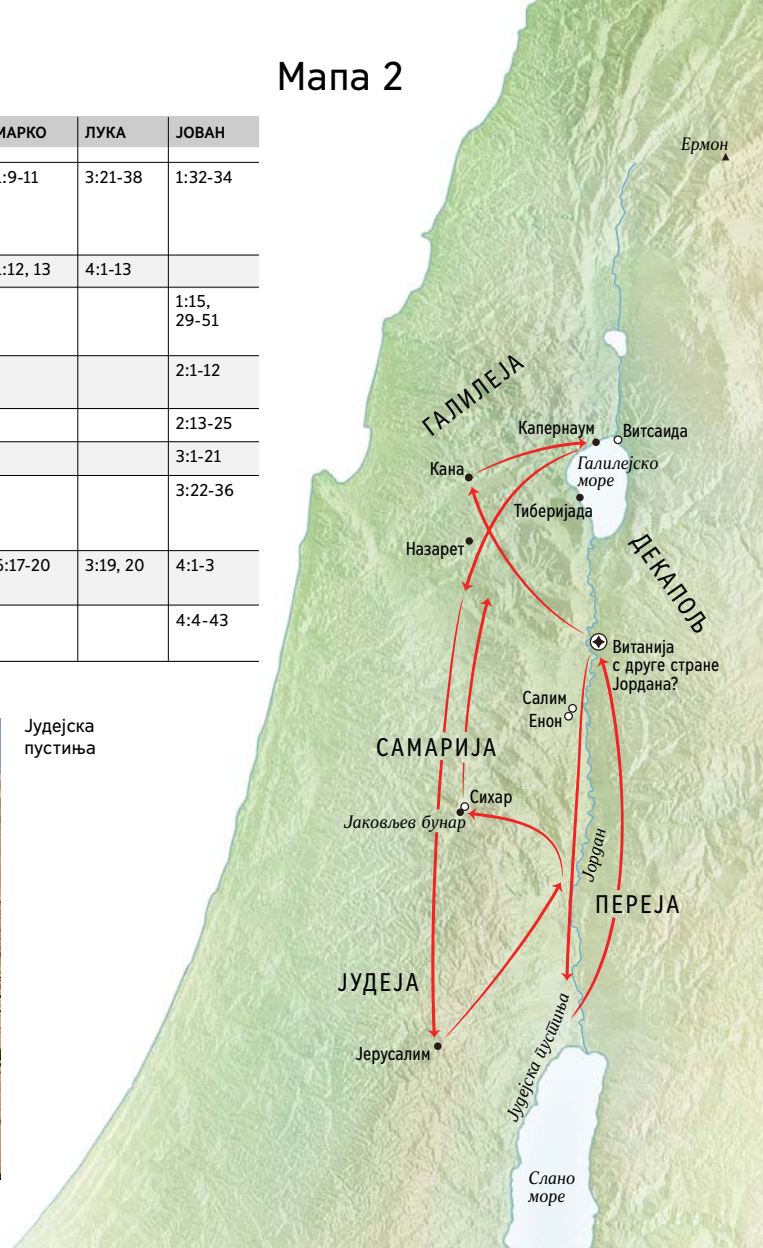 Мапа 2
МАРКО ЛУКА ЈОВАН
1:9-11 3:21-38 1:32-34
1:12, 13 4:1-13
1:15,
29-51
2:1-12
2:13-25
3:1-21
3:22-36
6:17-20 3:19, 20 4:1-3
4:4-43
Јудејска
пустиња
Ермон
ГАЛИЛЕЈА
Капернаум
Витсаида
Кана
Галилејско
море
Тиберијада
Назарет
ДЕКАПОЉ
Витанија
с друге стране
Јордана?
Салим
Енон
САМАРИЈА
Сихар
Јаковљев бунар
Јордан
ПЕРЕЈА
ЈУДЕЈА
Јерусалим
Јудејска пустиња
Слано
море